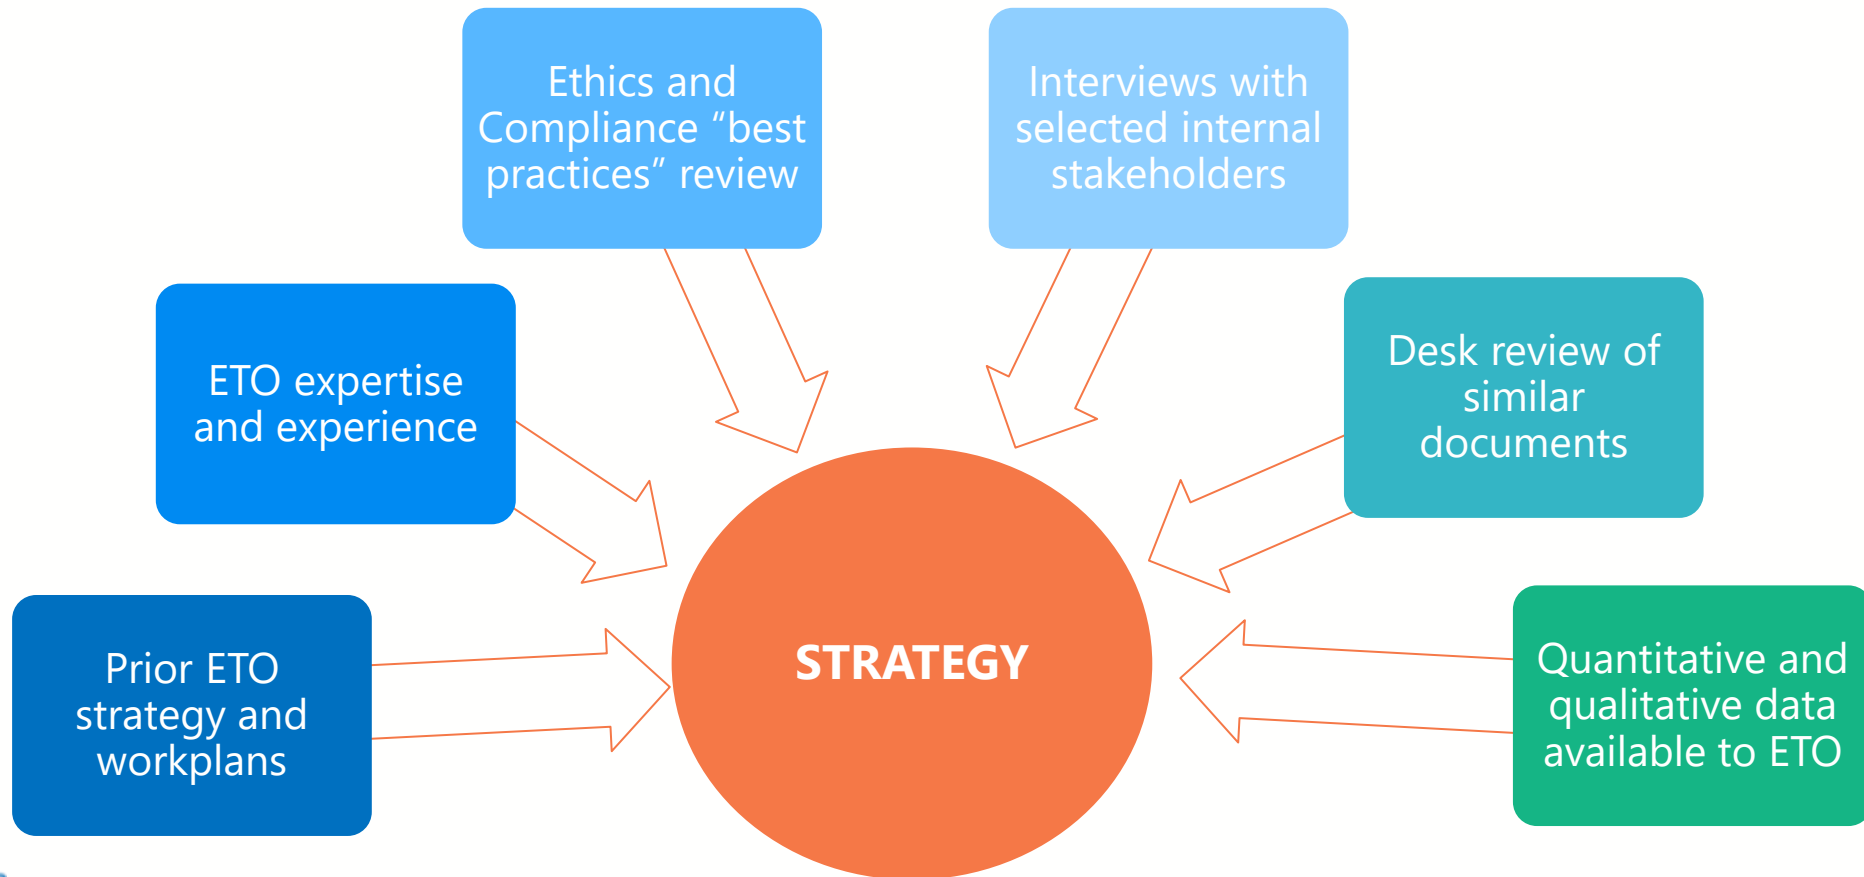 Ethics and
Compliance “best
practices” review
Interviews with
selected internal
stakeholders
ETO expertise
and experience
Desk review of
similar
documents
Prior ETO
strategy and
workplans
STRATEGY
Quantitative and
qualitative data
available to ETO